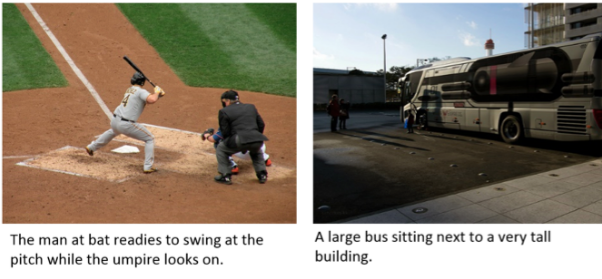 The man at bat readies to swing at the
pitch while the umpire looks on.
A large bus sitting next to a very tall
building.